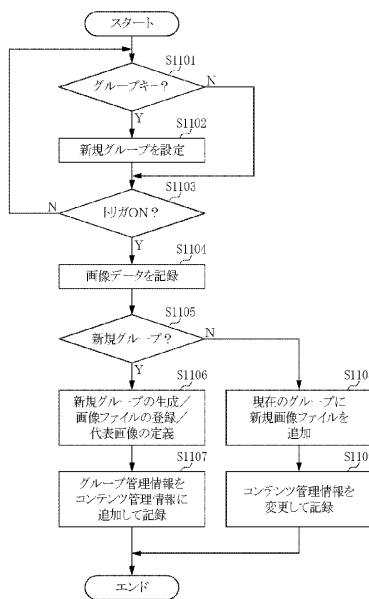 スタート
S1101
グループキー?
N
Y
S1102
新規グループを設定
S1103
トリガON?
N
Y
S1104
画像データを記録
S1105
新規グループ?
N
Y
S1106
新規グループの生成/
画像ファイルの登録/
代表画像の定義
S110
現在のグループに
新規画像ファイルを
追加
S1107
グループ管理情報を
コンテンツ管理情報に
追加して記録
S110
コンテンツ管理情報を
変更して記録
エンド